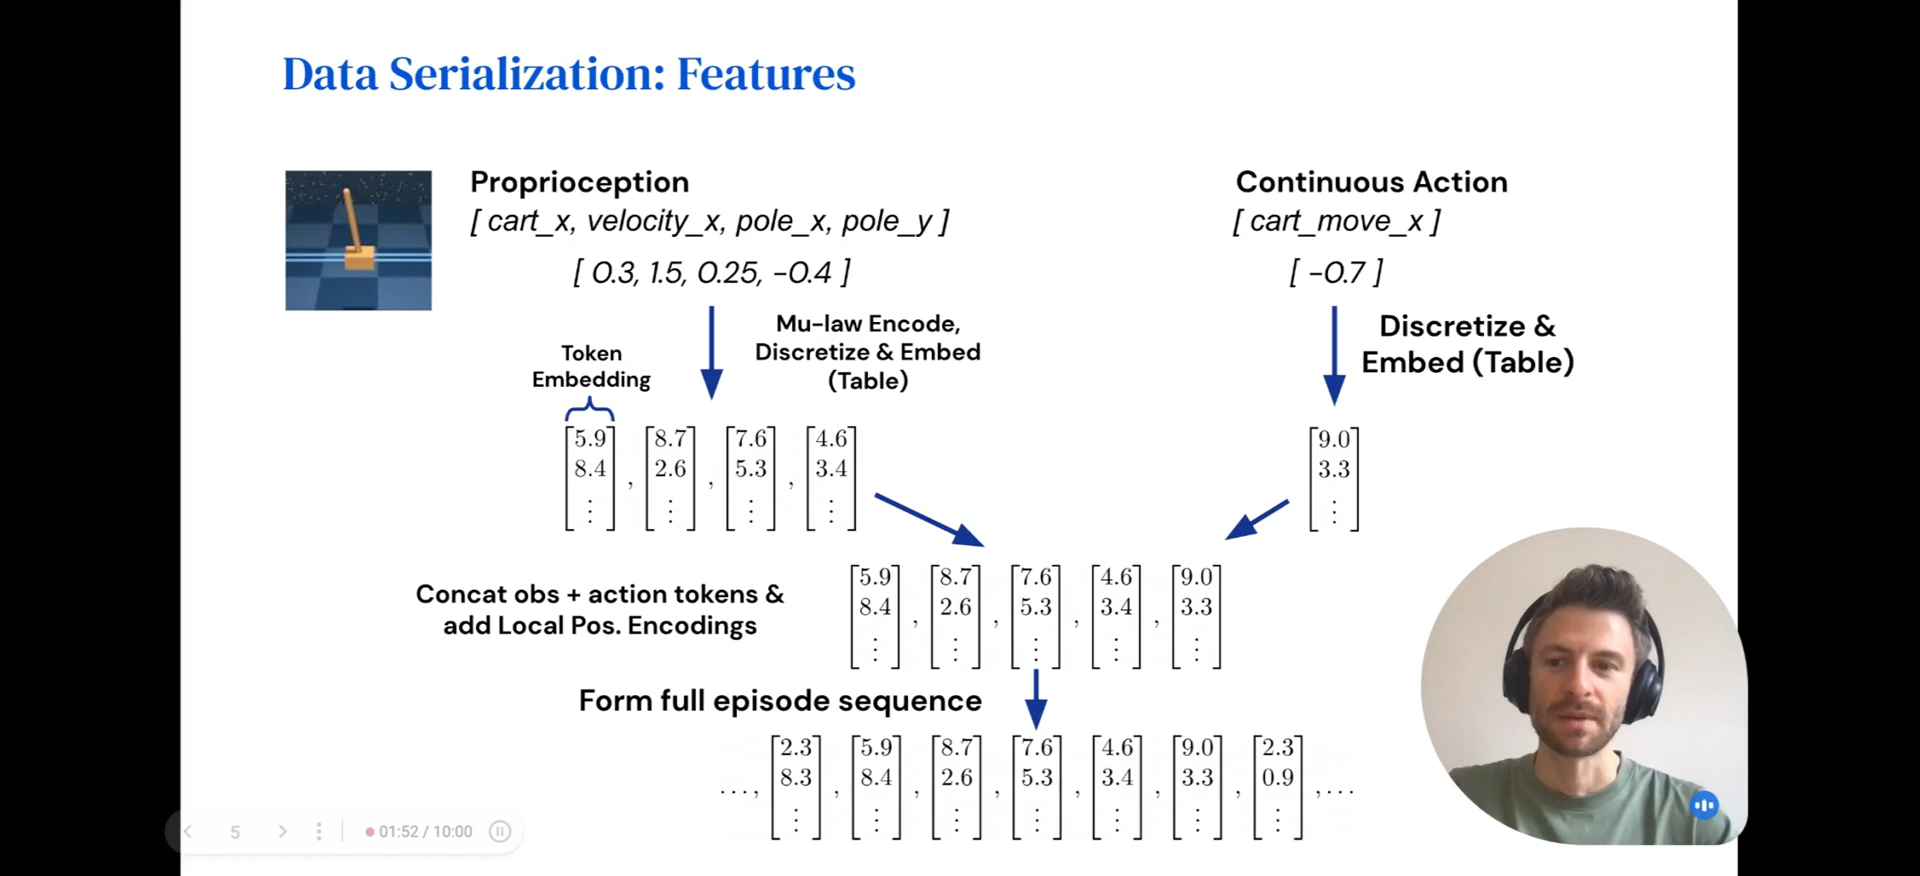 Data Serialization: Features
Proprioception
[ cart_x, velocity_x, pole_x, pole_y ]
[ 0.3, 1.5, 0.25, -0.4 ]
Continuous Action
[ cart_move_x ]
[ -0.7 ]
Mu-law Encode,
Discretize & Embed
(Table)
Token
Embedding
Discretize &
Embed (Table)
5.9 8.7 7.6 4.6
8.4 2.6 5.3 3.4
⋮ , ⋮ , ⋮ , ⋮
9.0
3.3
⋮
Concat obs + action tokens &
add Local Pos. Encodings
5.9 8.7 7.6 4.6 9.0
8.4 2.6 5.3 3.4 3.3
⋮ , ⋮ , ⋮ , ⋮ , ⋮
Form full episode sequence
2.3 5.9 8.7 7.6 4.6 9.0 2.3
8.3 8.4 2.6 5.3 3.4 3.3 0.9
..., ⋮ , ⋮ , ⋮ , ⋮ , ⋮ , ⋮ , ⋮ ,...
5
01:52 / 10:00